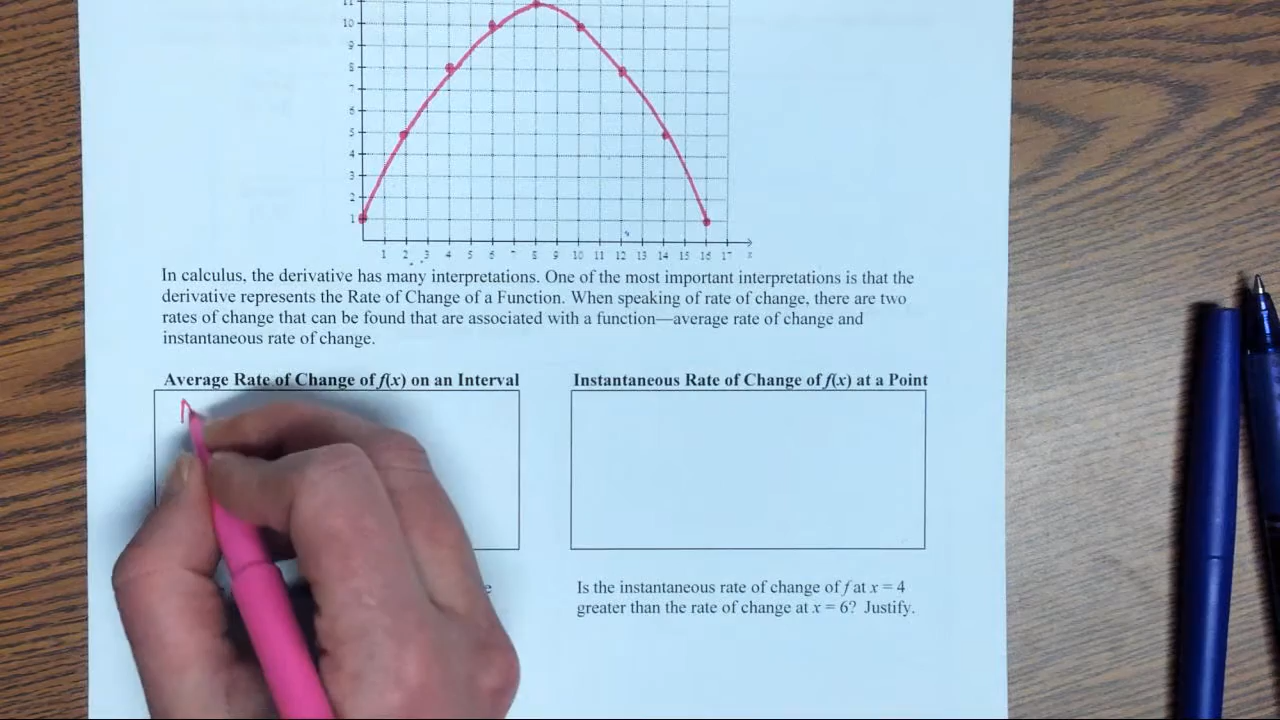 11
10
9
8
7
6
5
4
3
2
1
1 2 3 4 5 6 7 8 9 10 11 12 13 14 15 16 17 x
In calculus, the derivative has many interpretations. One of the most important interpretations is that the
derivative represents the Rate of Change of a Function. When speaking of rate of change, there are two
rates of change that can be found that are associated with a function—average rate of change and
instantaneous rate of change.
Average Rate of Change of f(x) on an Interval
Instantaneous Rate of Change of f(x) at a Point
Is the instantaneous rate of change of f at x = 4
greater than the rate of change at x = 6? Justify.